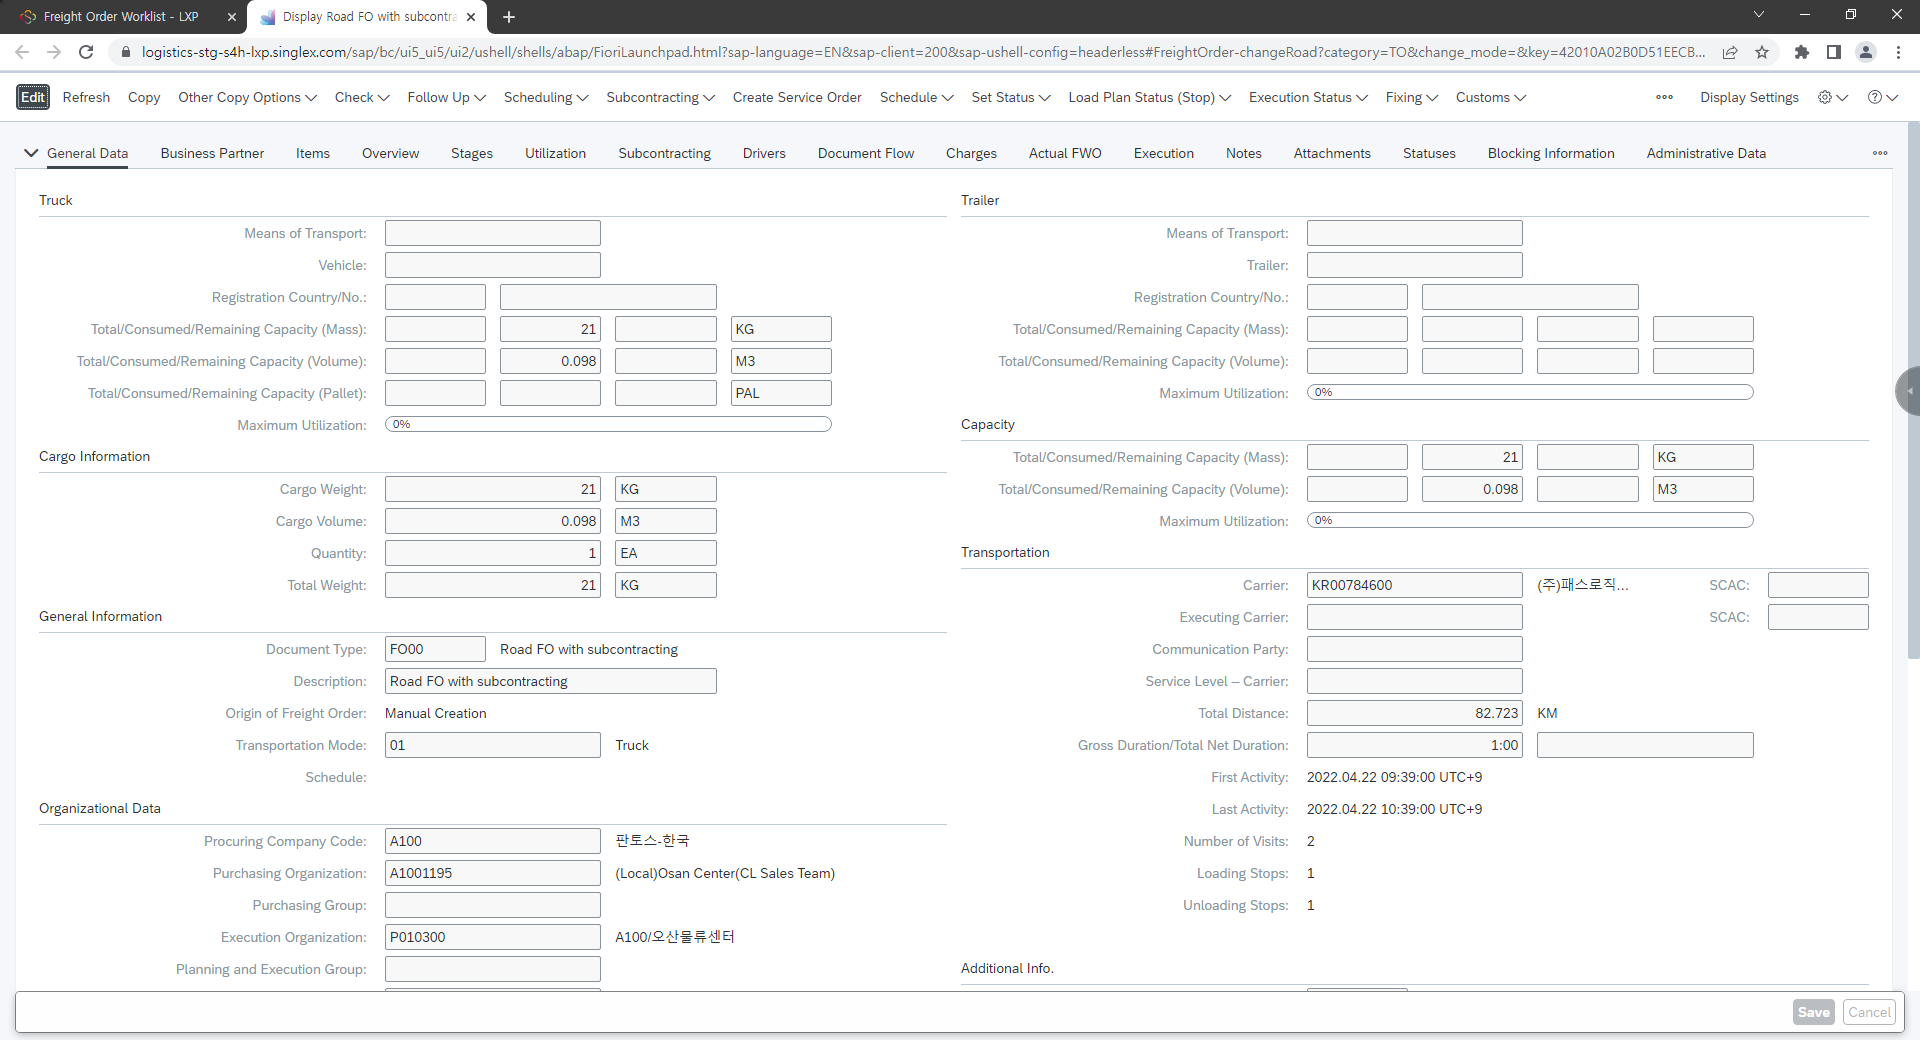 Freight Order Worklist - LXP
Display Road FO with subcontra
logistics-stg-s4h-lxp.singlex.com/sap/bc/ui5_ui5/ui2/ushell/shells/abap/FioriLaunchpad.html?sap-language=EN&sap-client=200&sap-ushell-config=headerless#FreightOrder-changeRoad?category=TO&change_mode=&key=42010A02B0D51EECB...
Edit Refresh Copy Other Copy Options Check Follow Up Scheduling Subcontracting Create Service Order Schedule Set Status Load Plan Status (Stop) Execution Status Fixing Customs Display Settings
General Data Business Partner Items Overview Stages Utilization Subcontracting Drivers Document Flow Charges Actual FWO Execution Notes Attachments Statuses Blocking Information Administrative Data
Truck
Means of Transport:
Vehicle:
Registration Country/No.:
Total/Consumed/Remaining Capacity (Mass): 21 KG
Total/Consumed/Remaining Capacity (Volume): 0.098 M3
Total/Consumed/Remaining Capacity (Pallet): PAL
Maximum Utilization: 0%
Cargo Information
Cargo Weight: 21 KG
Cargo Volume: 0.098 M3
Quantity: 1 EA
Total Weight: 21 KG
General Information
Document Type: FO00 Road FO with subcontracting
Description: Road FO with subcontracting
Origin of Freight Order: Manual Creation
Transportation Mode: 01 Truck
Schedule:
Organizational Data
Procuring Company Code: A100 판토스-한국
Purchasing Organization: A1001195 (Local)Osan Center(CL Sales Team)
Purchasing Group:
Execution Organization: P010300 A100/오산물류센터
Planning and Execution Group:
Trailer
Means of Transport:
Trailer:
Registration Country/No.:
Total/Consumed/Remaining Capacity (Mass):
Total/Consumed/Remaining Capacity (Volume):
Maximum Utilization: 0%
Capacity
Total/Consumed/Remaining Capacity (Mass): 21 KG
Total/Consumed/Remaining Capacity (Volume): 0.098 M3
Maximum Utilization: 0%
Transportation
Carrier: KR00784600 (주)패스로직... SCAC:
Executing Carrier: SCAC:
Communication Party:
Service Level – Carrier:
Total Distance: 82.723 KM
Gross Duration/Total Net Duration: 1:00
First Activity: 2022.04.22 09:39:00 UTC+9
Last Activity: 2022.04.22 10:39:00 UTC+9
Number of Visits: 2
Loading Stops: 1
Unloading Stops: 1
Additional Info.
Save Cancel